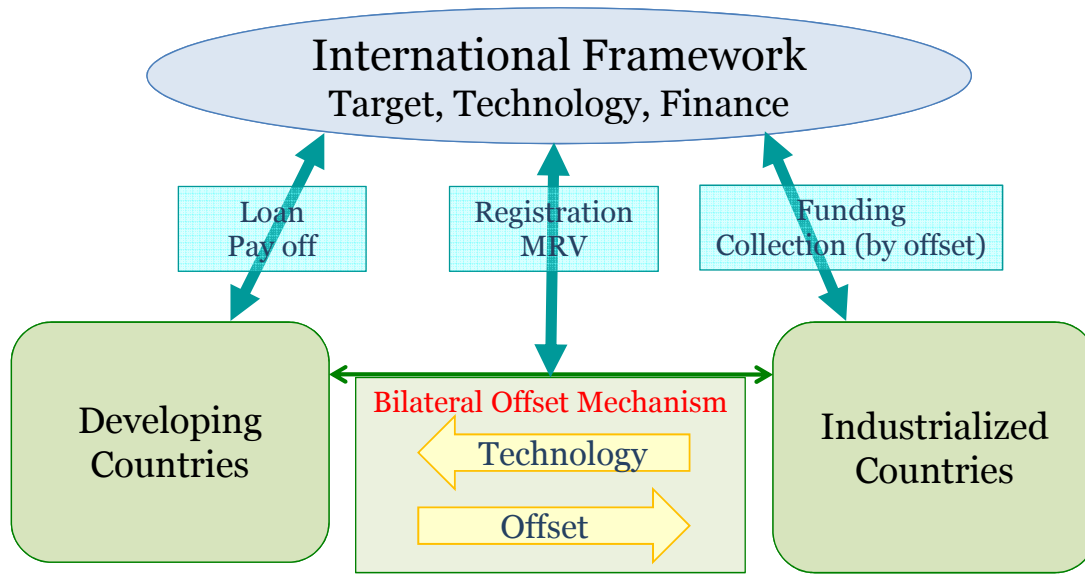 International Framework
Target, Technology, Finance
Loan
Pay off
Registration
MRV
Funding
Collection (by offset)
Developing
Countries
Bilateral Offset Mechanism
Technology
Offset
Industrialized
Countries